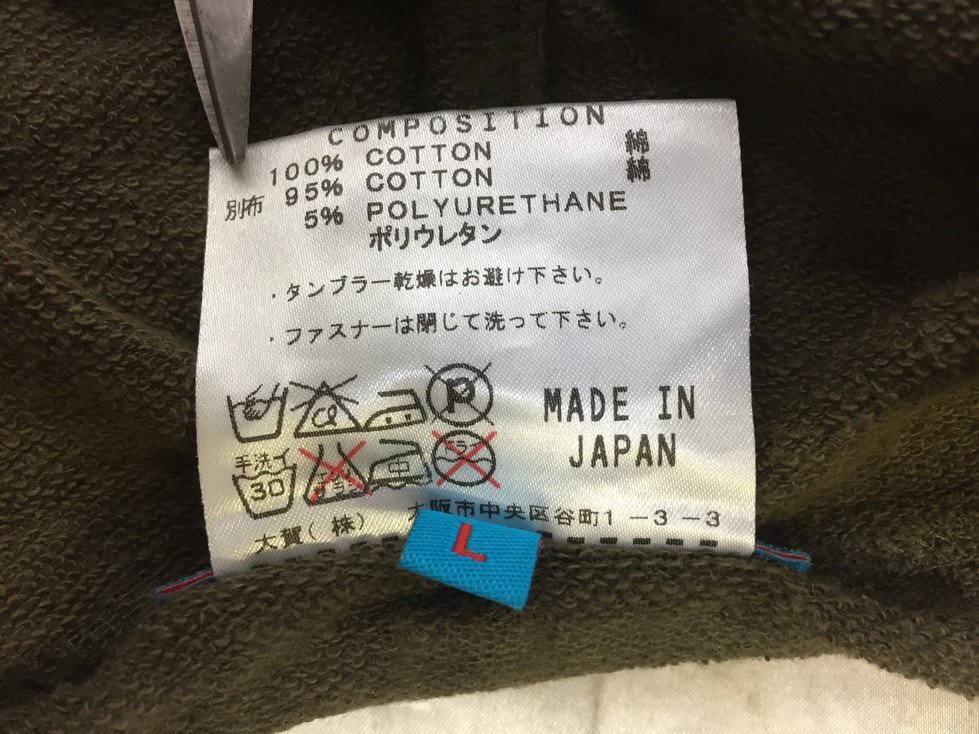 COMPOSITION
100% COTTON 綿
別布 95% COTTON 綿
5% POLYURETHANE
ポリウレタン
・タンブラー乾燥はお避け下さい。
・ファスナーは閉じて洗って下さい。
P
MADE IN
JAPAN
手洗イ
30
中
ドライ
大賀(株) 大阪市中央区谷町1-3-3
L